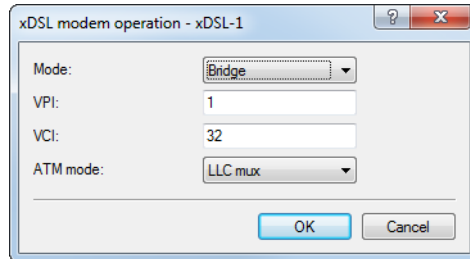 xDSL modem operation - xDSL-1
? x
Mode: Bridge
VPI: 1
VCI: 32
ATM mode: LLC mux
OK Cancel